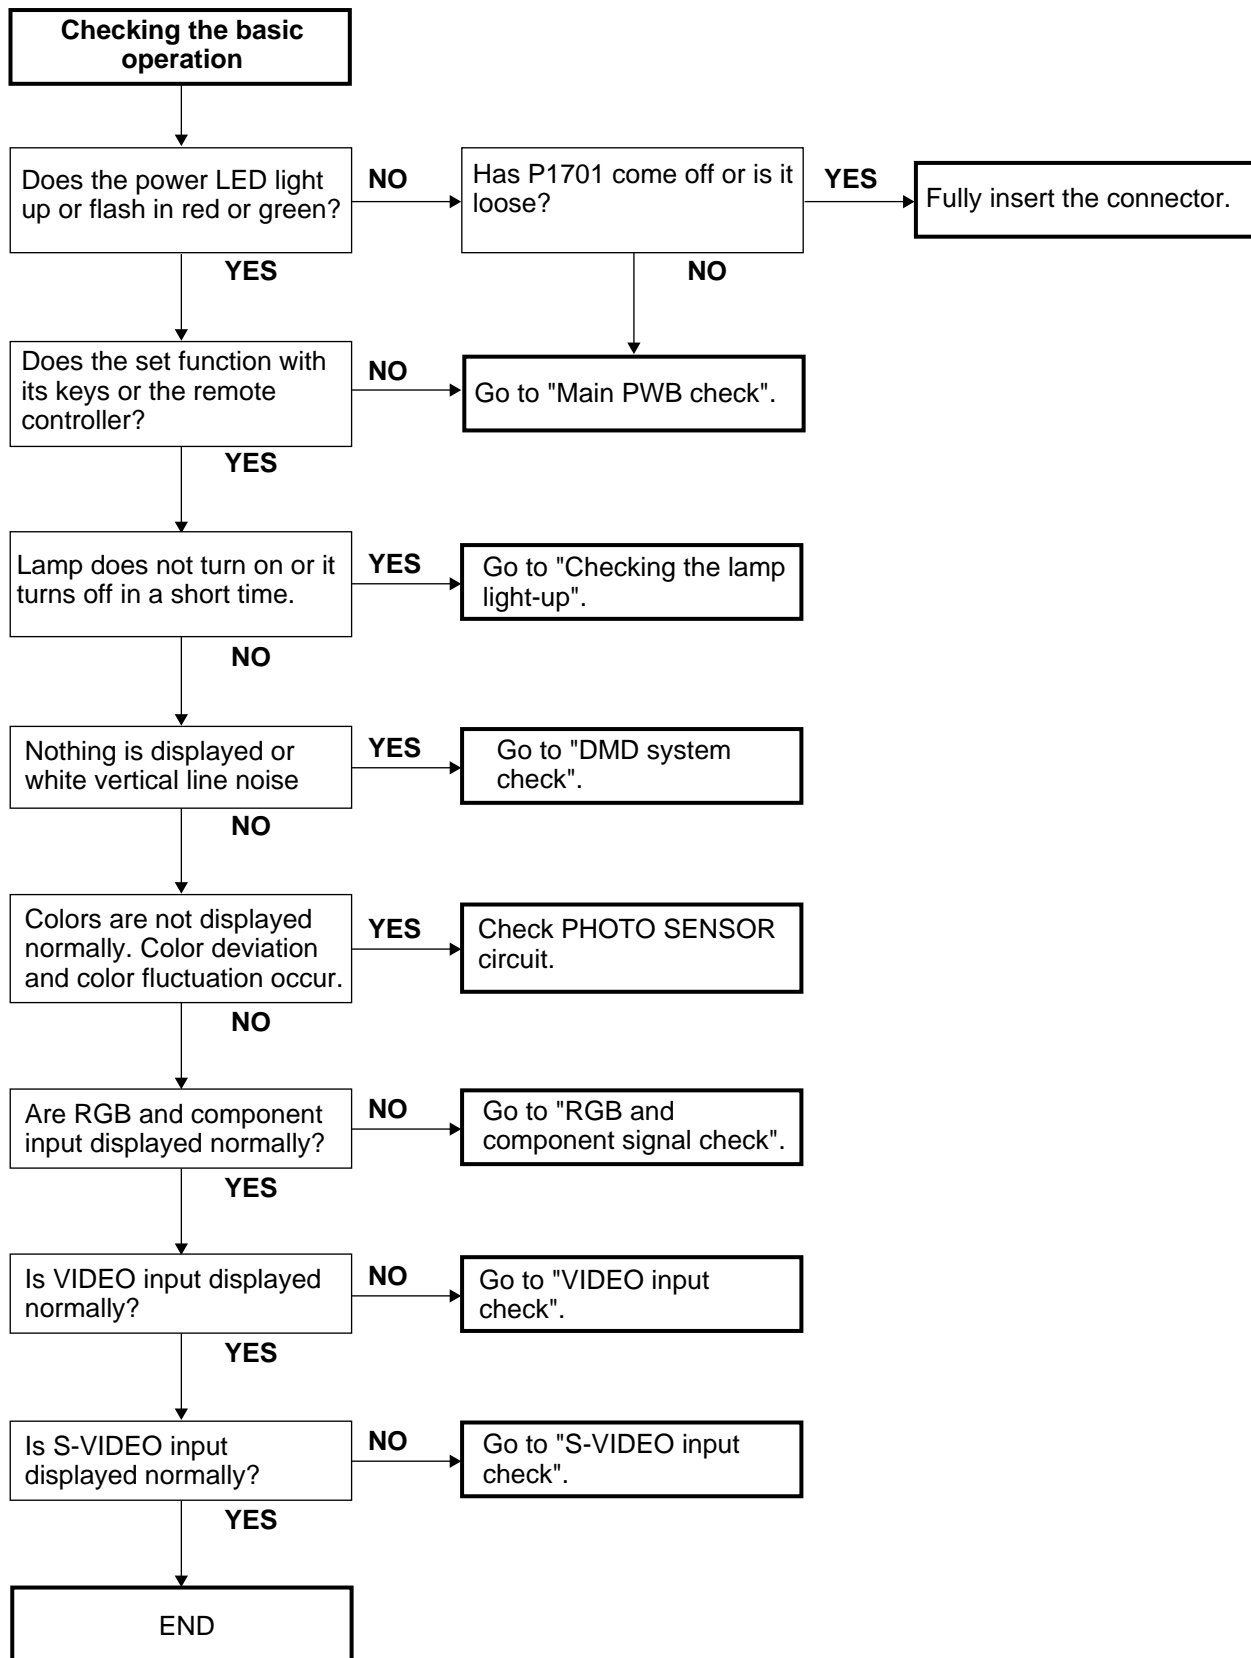 Checking the basic
operation
Does the power LED light
up or flash in red or green?
NO
Has P1701 come off or is it
loose?
YES
Fully insert the connector.
YES
NO
Does the set function with
its keys or the remote
controller?
NO
Go to "Main PWB check".
YES
Lamp does not turn on or it
turns off in a short time.
YES
Go to "Checking the lamp
light-up".
NO
Nothing is displayed or
white vertical line noise
YES
Go to "DMD system
check".
NO
Colors are not displayed
normally. Color deviation
and color fluctuation occur.
YES
Check PHOTO SENSOR
circuit.
NO
Are RGB and component
input displayed normally?
NO
Go to "RGB and
component signal check".
YES
Is VIDEO input displayed
normally?
NO
Go to "VIDEO input
check".
YES
Is S-VIDEO input
displayed normally?
NO
Go to "S-VIDEO input
check".
YES
END